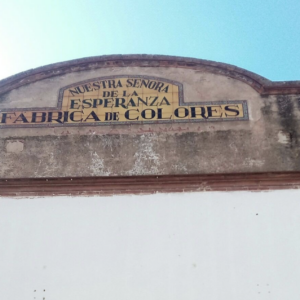 NUESTRA SEÑORA
DE LA
ESPERANZA
FABRICA DE COLORES